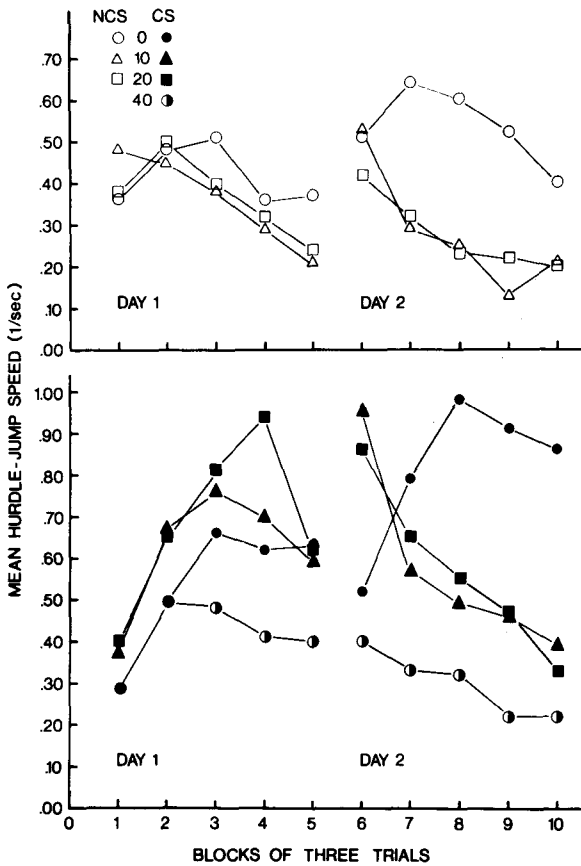 NCS CS
0
10
20
40
.70
.60
.50
.40
.30
.20
.10
.00
DAY 1
DAY 2
MEAN HURDLE-JUMP SPEED (1/sec)
1.00
.90
.80
.70
.60
.50
.40
.30
.20
.10
.00
DAY 1
DAY 2
0 1 2 3 4 5 6 7 8 9 10
BLOCKS OF THREE TRIALS